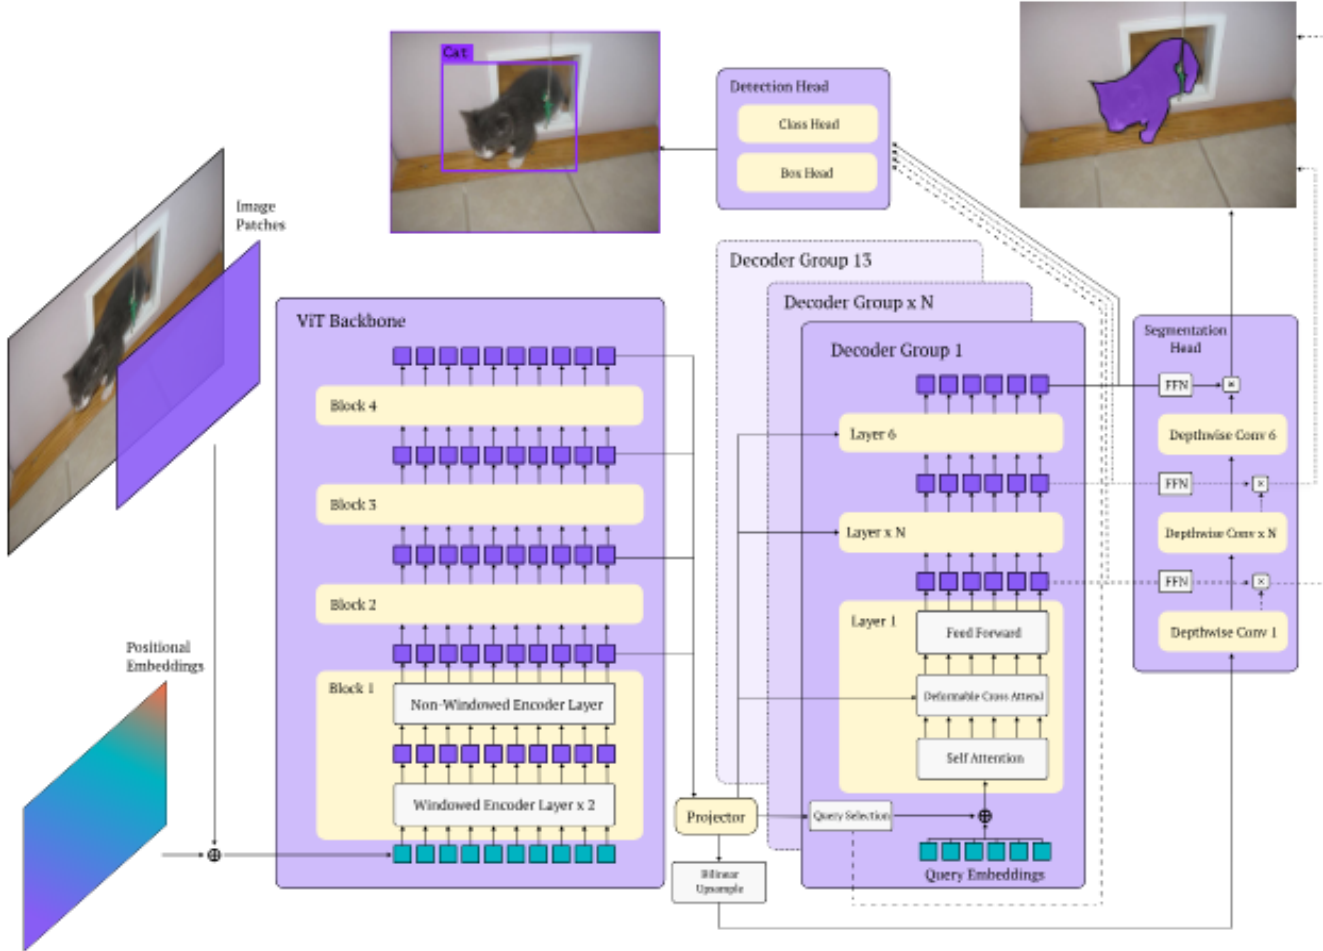 Cat
Detection Head
Class Head
Box Head
Image
Patches
Decoder Group 13
Decoder Group x N
Decoder Group 1
ViT Backbone
Block 4
Block 3
Block 2
Block 1
Non-Windowed Encoder Layer
Windowed Encoder Layer x 2
Positional
Embeddings
Layer 6
Layer x N
Layer 1
Feed Forward
Deformable Cross Attend
Self Attention
Projector
Query Selection
Bilinear
Upsample
Query Embeddings
Segmentation
Head
FFN
Depthwise Conv 6
FFN
Depthwise Conv x N
FFN
Depthwise Conv 1